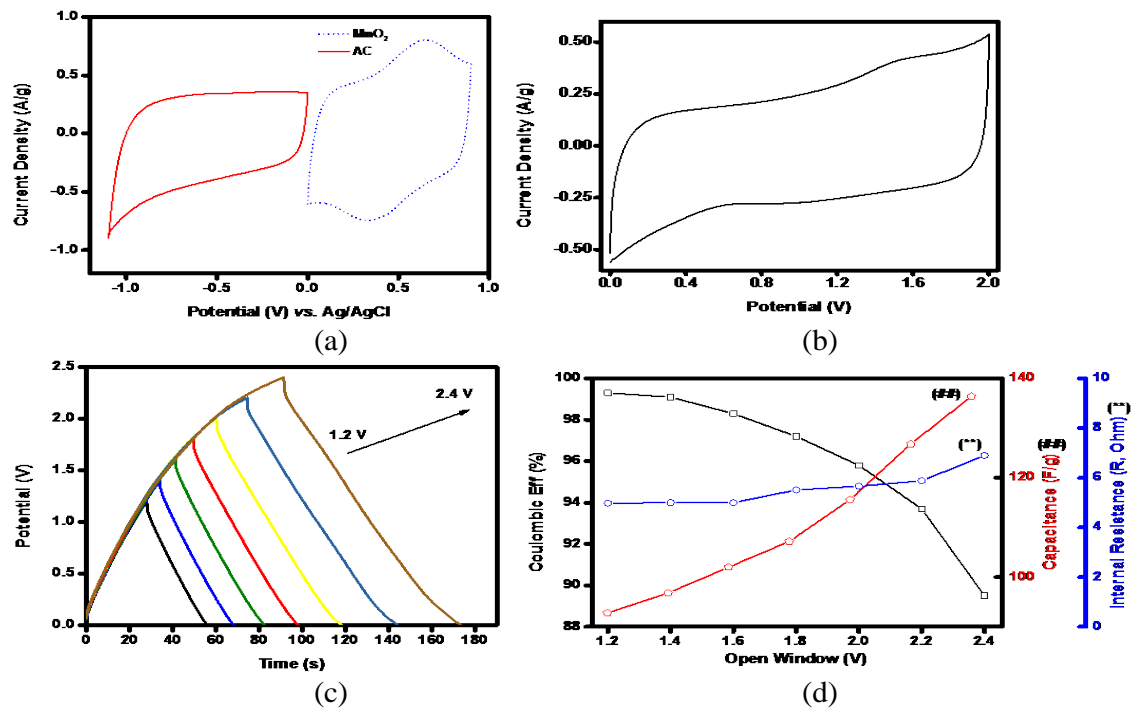 1.0
0.5
0.0
-0.5
-1.0
Current Density (A/g)
MnO₂
AC
-1.0 -0.5 0.0 0.5 1.0
Potential (V) vs. Ag/AgCl
(a)
0.50
0.25
0.00
-0.25
-0.50
Current Density (A/g)
0.0 0.4 0.8 1.2 1.6 2.0
Potential (V)
(b)
2.5
2.0
1.5
1.0
0.5
0.0
Potential (V)
2.4 V
1.2 V
0 20 40 60 80 100 120 140 160 180
Time (s)
(c)
100
98
96
94
92
90
88
Coulombic Eff (%)
(##)
(**)
140
120
100
Capacitance (F/g) (##)
10
8
6
4
2
0
Internal Resistance (R, Ohm) (**)
1.2 1.4 1.6 1.8 2.0 2.2 2.4
Open Window (V)
(d)